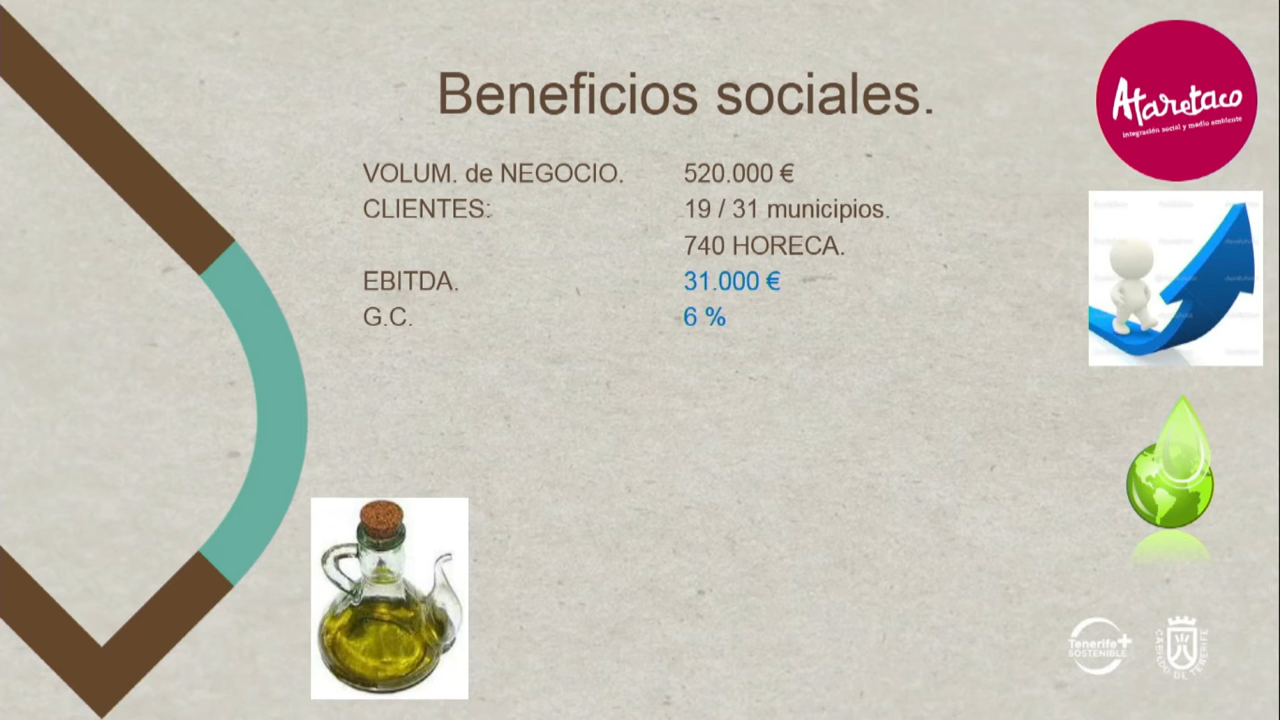 Beneficios sociales.
Ataretaco
integración social y medio ambiente
VOLUM. de NEGOCIO. 520.000 €
CLIENTES: 19 / 31 municipios.
740 HORECA.
EBITDA. 31.000 €
G.C. 6 %
Tenerife+
SOSTENIBLE
CABILDO DE TENERIFE